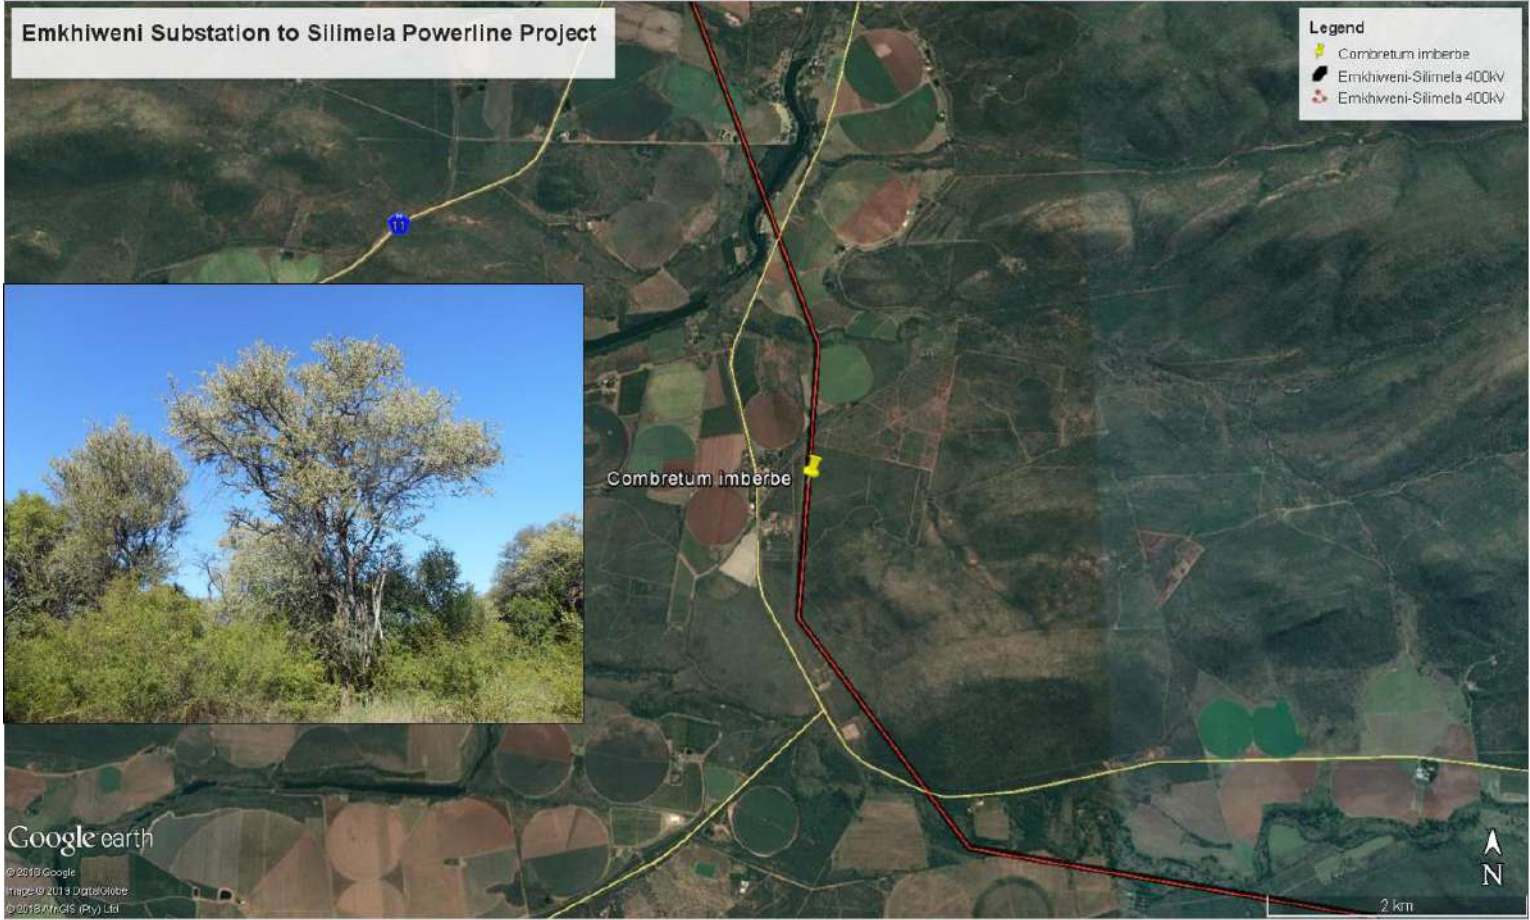 Emkhiweni Substation to Silimela Powerline Project
Legend
Combretum imberbe
Emkhiweni-Silimela 400kV
Emkhiweni-Silimela 400kV
11
Combretum imberbe
Google earth
© 2018 Google
Image © 2018 DigitalGlobe
© 2018 AfriGIS (Pty) Ltd
N
2 km